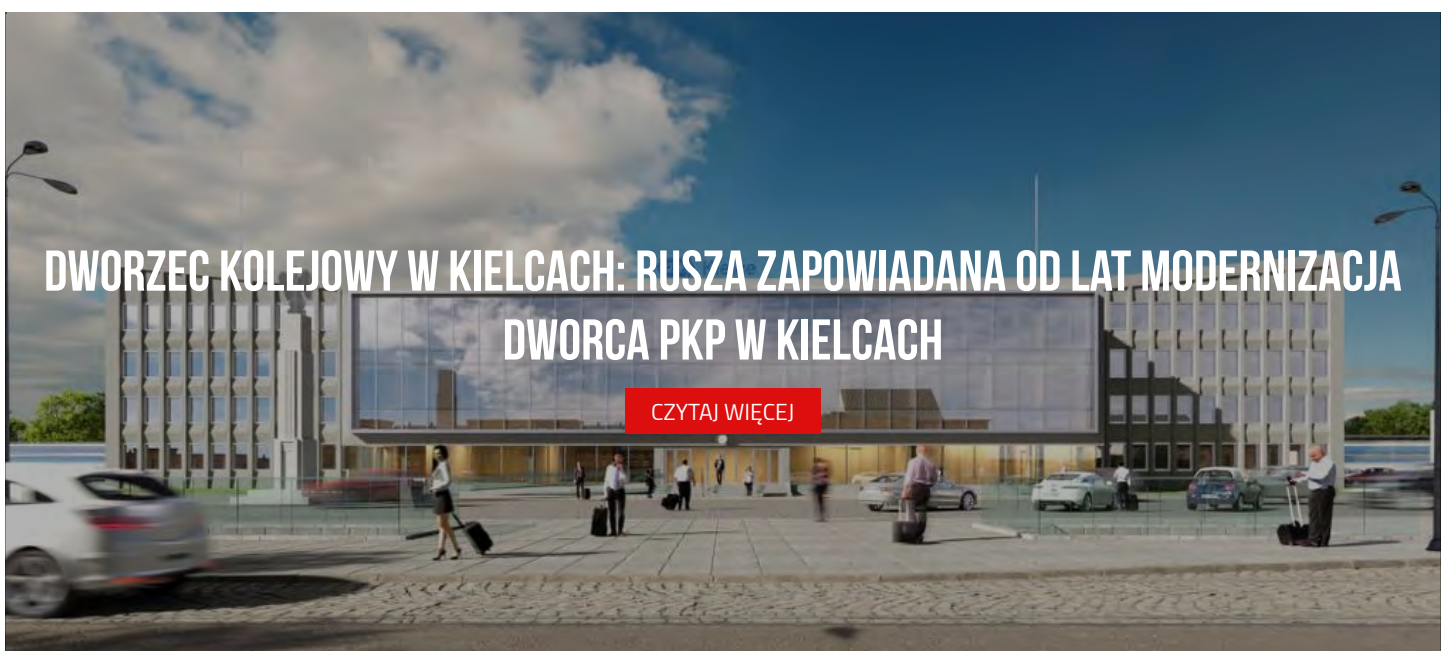 DWORZEC KOLEJOWY W KIELCACH: RUSZA ZAPOWIADANA OD LAT MODERNIZACJA
DWORCA PKP W KIELCACH
CZYTAJ WIĘCEJ